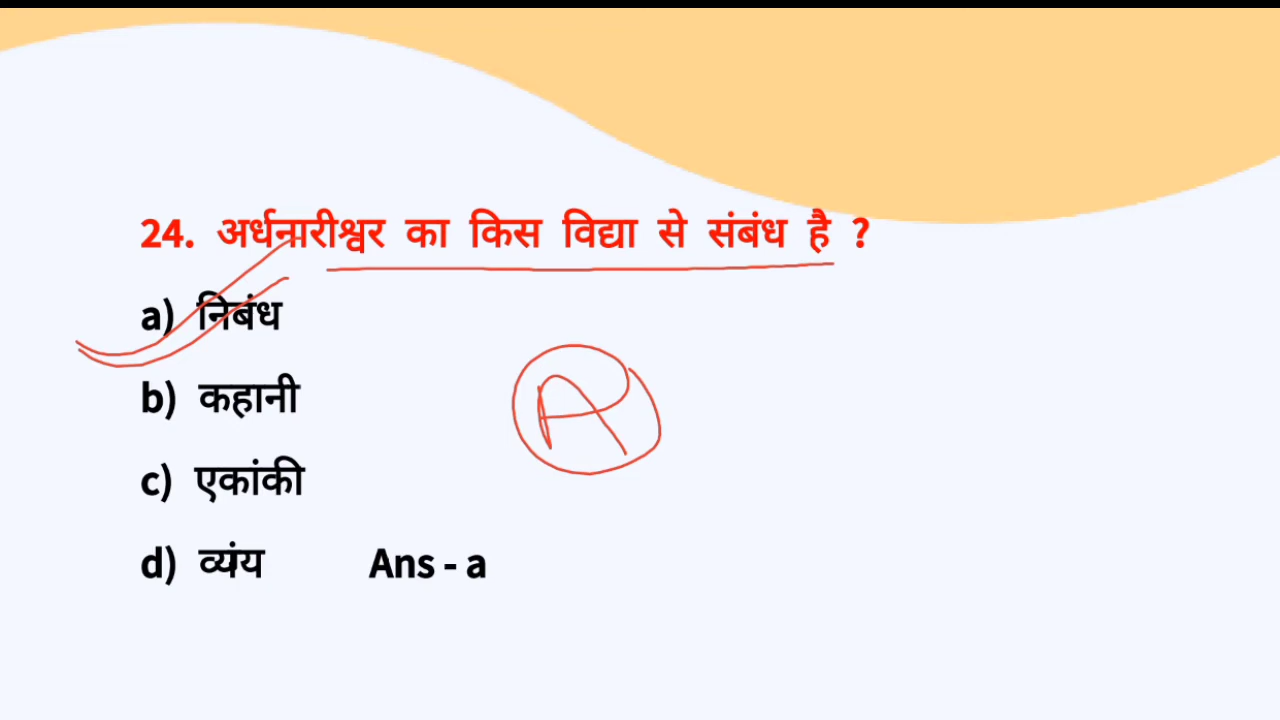 24. अर्धनारीश्वर का किस विद्या से संबंध है ?
a) निबंध
b) कहानी
A
c) एकांकी
d) व्यंय Ans - a